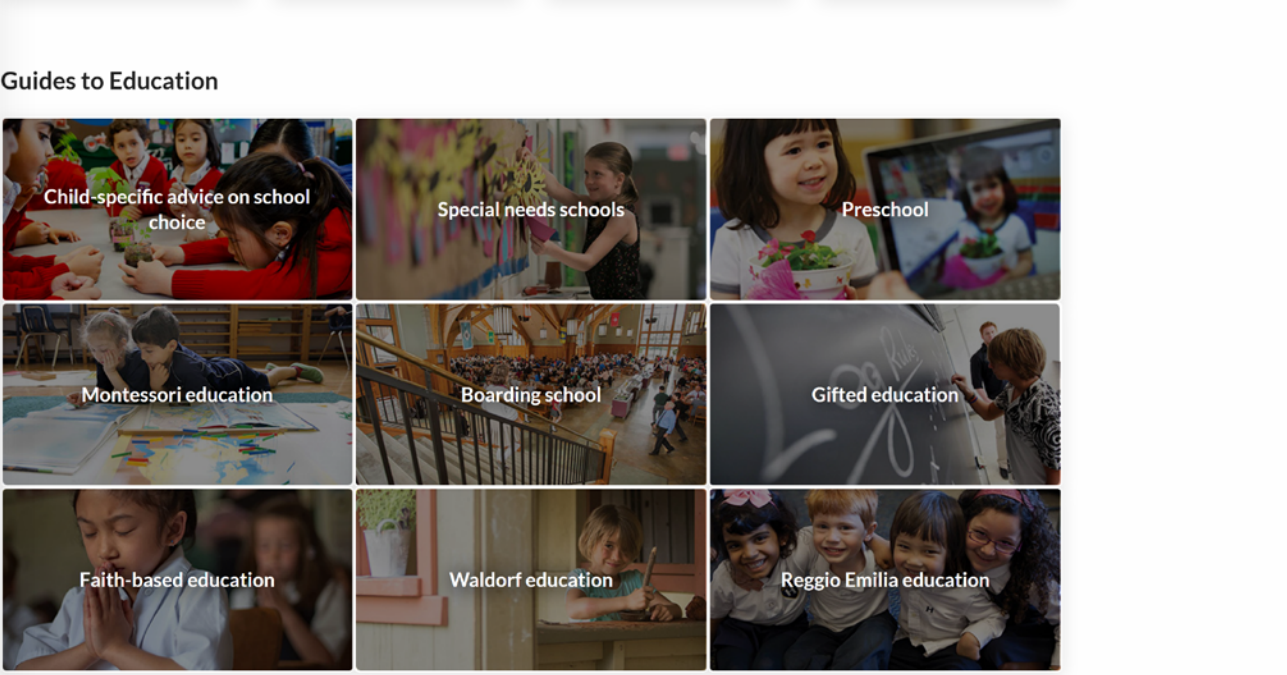 Guides to Education
Child-specific advice on school
choice
Special needs schools
Preschool
Montessori education
Boarding school
Gifted education
Faith-based education
Waldorf education
Reggio Emilia education